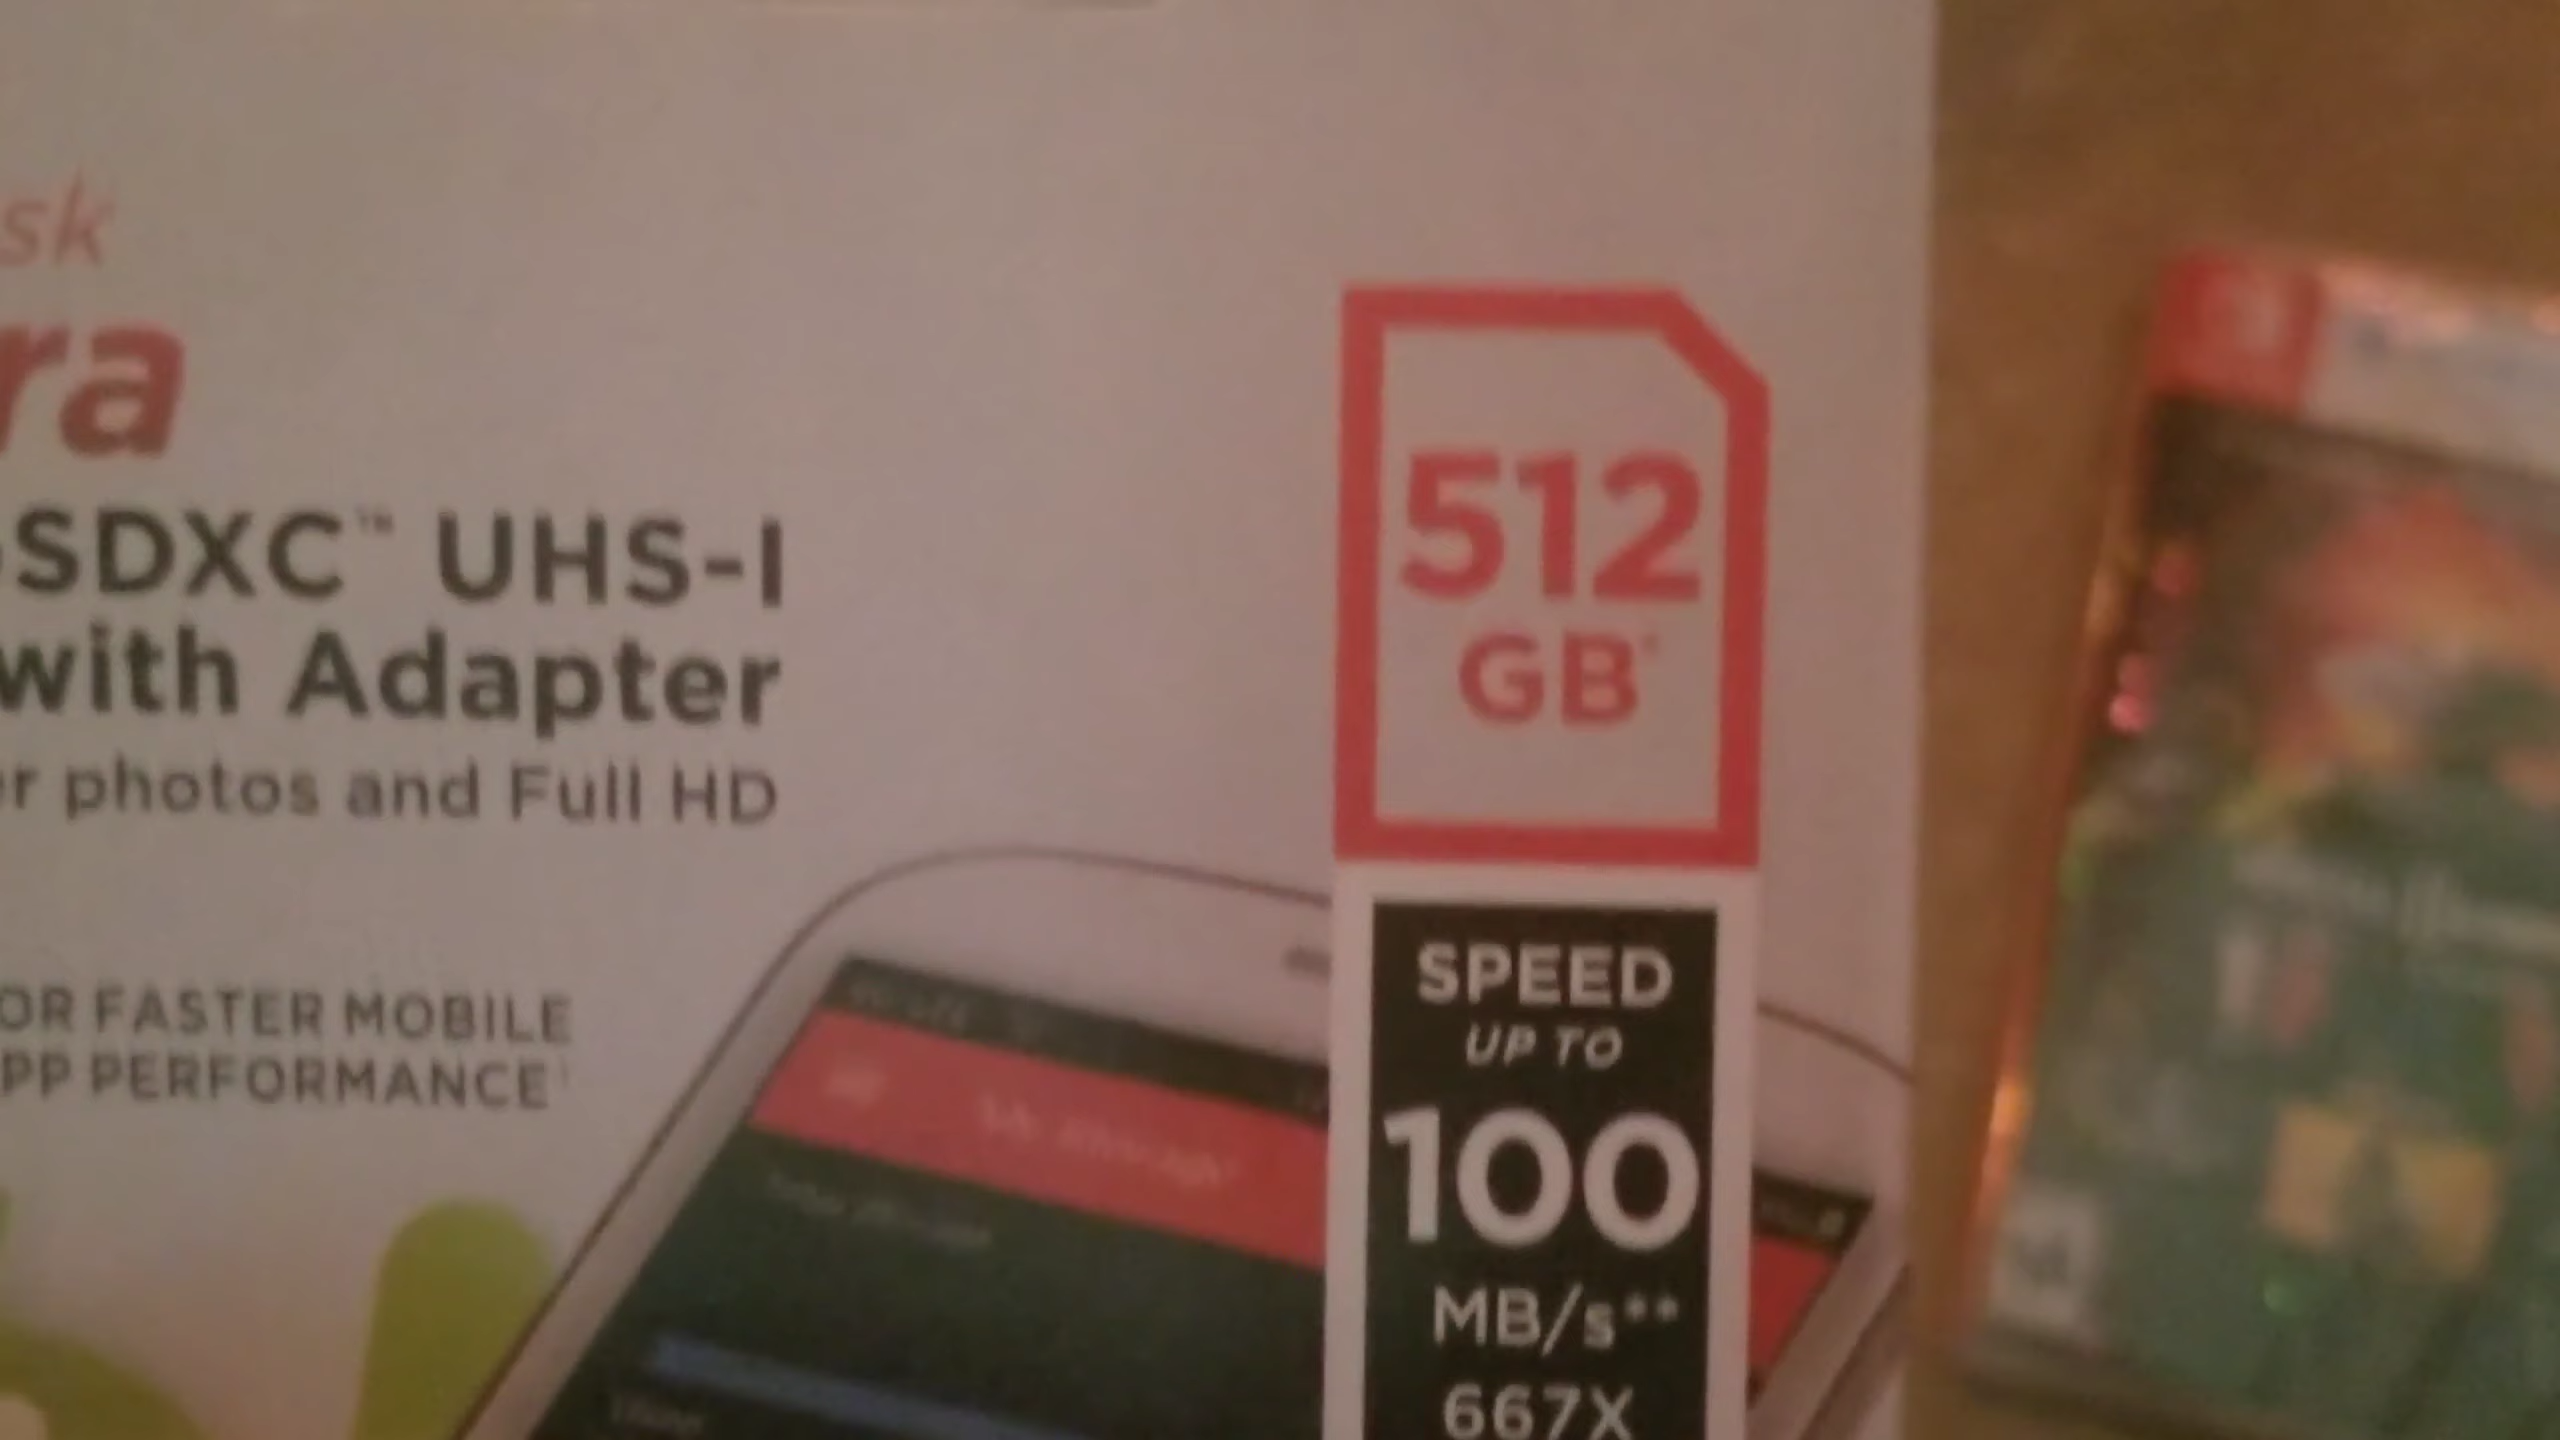 sk
ra
SDXC™ UHS-I
with Adapter
r photos and Full HD
OR FASTER MOBILE
PP PERFORMANCE
512
GB*
SPEED
UP TO
100
MB/s**
667X